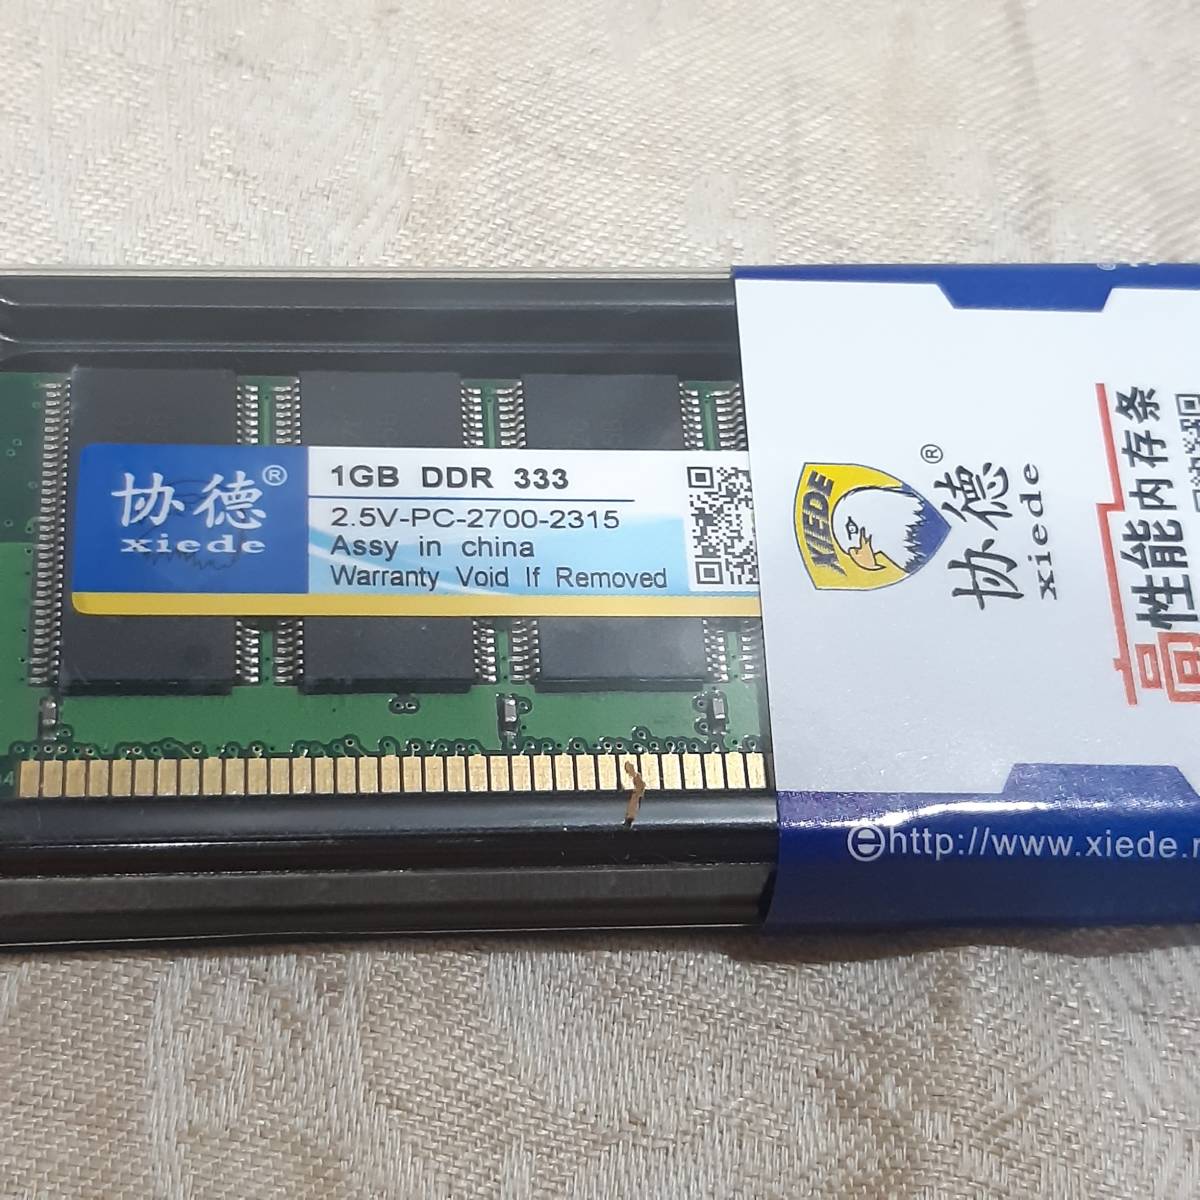 协德®
xiede
1GB DDR 333
2.5V-PC-2700-2315
Assy in china
Warranty Void If Removed
XIEDE
®
协德
xiede
高性能内存条
http://www.xiede.n